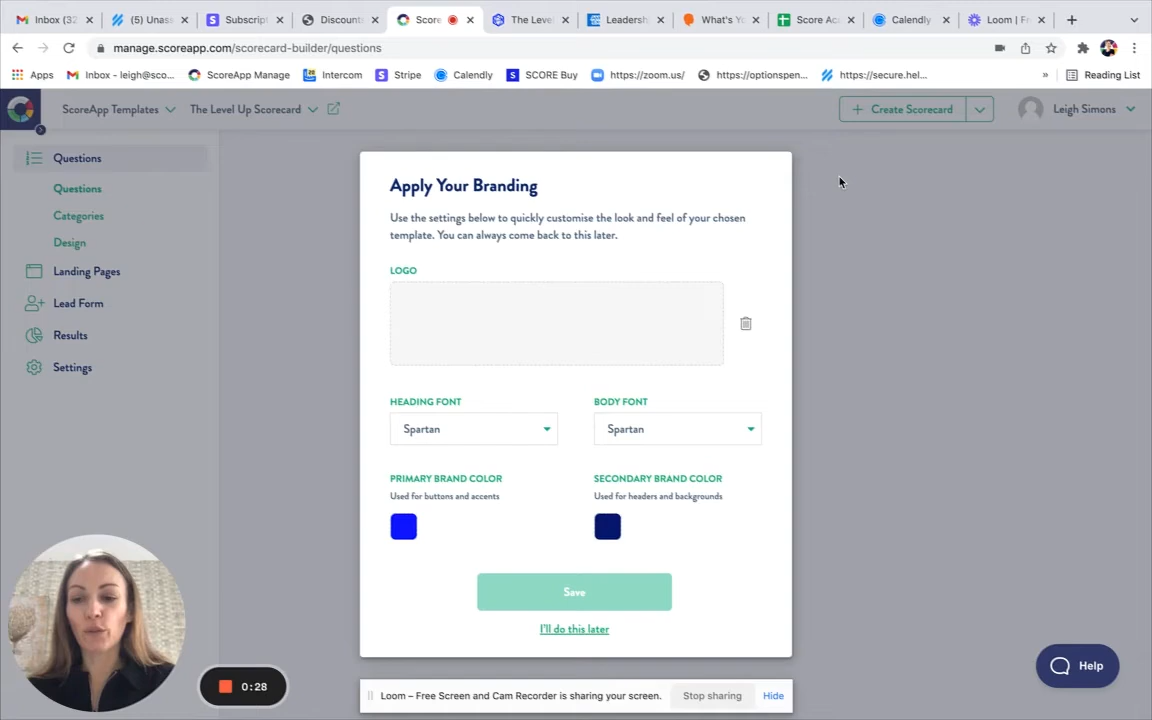 Inbox (32
(5) Unass
Subscript
Discount
Score
The Level
Leadersh
What's Yo
Score Acc
Calendly
Loom | Fr
manage.scoreapp.com/scorecard-builder/questions
Apps
Inbox - leigh@sco...
ScoreApp Manage
Intercom
Stripe
Calendly
SCORE Buy
https://zoom.us/
https://optionspen...
https://secure.hel...
»
Reading List
ScoreApp Templates
The Level Up Scorecard
+ Create Scorecard
Leigh Simons
Questions
Questions
Categories
Design
Landing Pages
Lead Form
Results
Settings
Apply Your Branding
Use the settings below to quickly customise the look and feel of your chosen
template. You can always come back to this later.
LOGO
HEADING FONT
BODY FONT
Spartan
Spartan
PRIMARY BRAND COLOR
SECONDARY BRAND COLOR
Used for buttons and accents
Used for headers and backgrounds
Save
I'll do this later
0:28
Loom – Free Screen and Cam Recorder is sharing your screen.
Stop sharing
Hide
Help